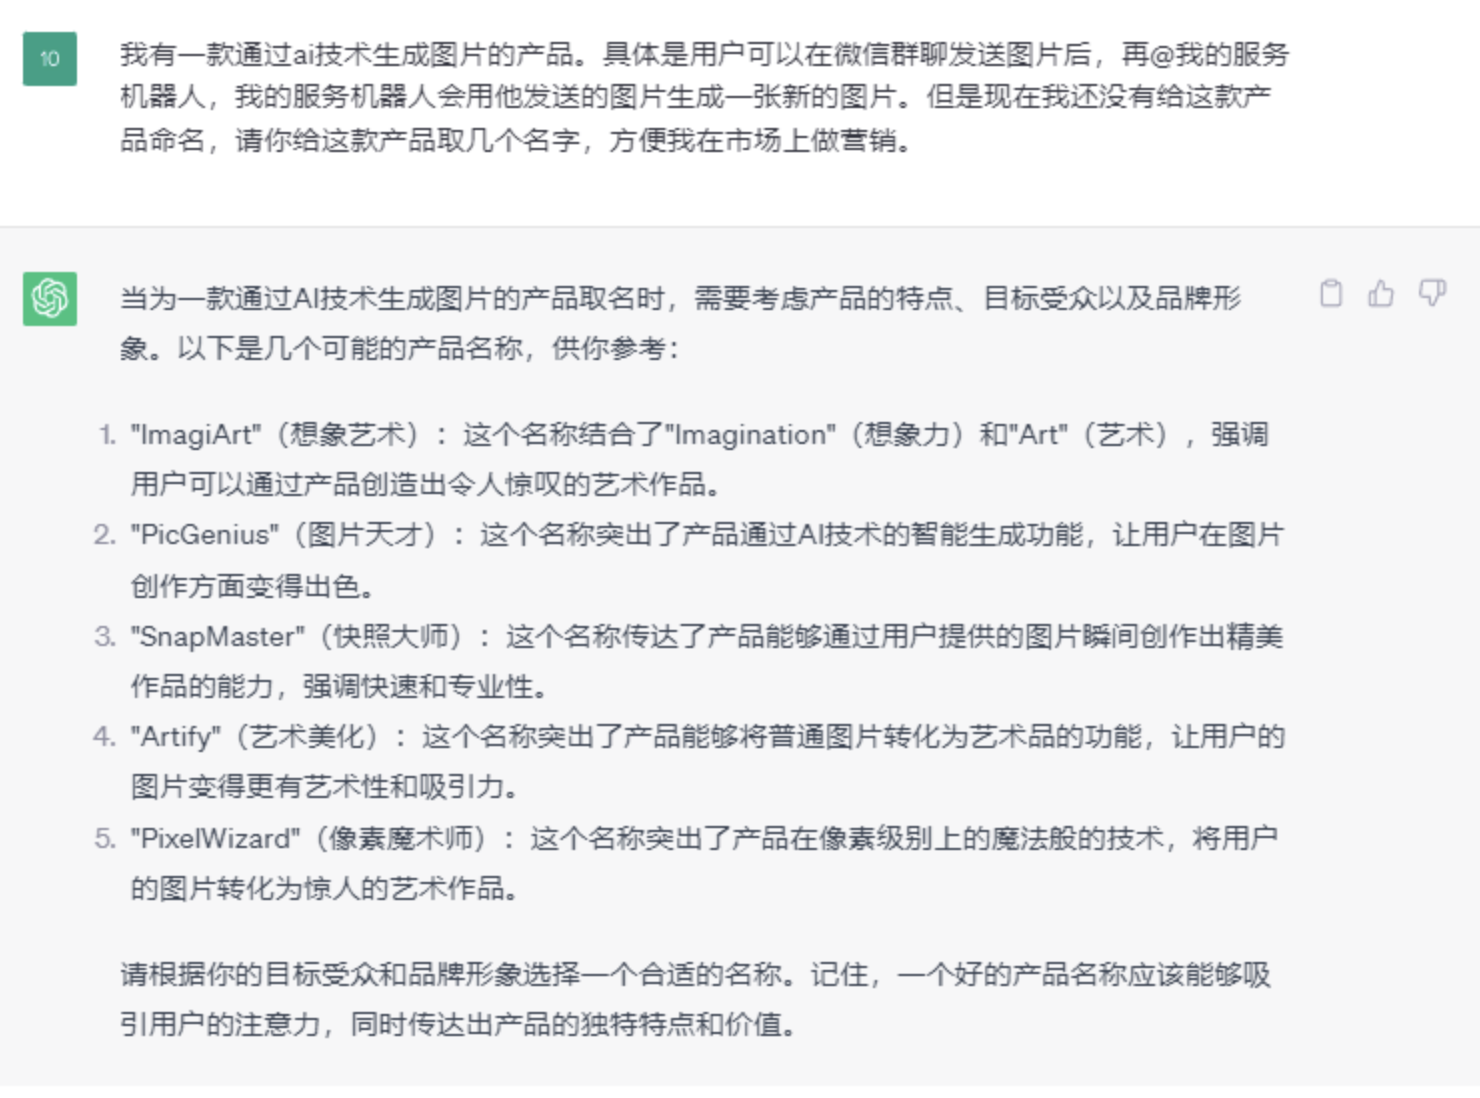 10
我有一款通过ai技术生成图片的产品。具体是用户可以在微信群聊发送图片后，再@我的服务
机器人，我的服务机器人会用他发送的图片生成一张新的图片。但是现在我还没有给这款产
品命名，请你给这款产品取几个名字，方便我在市场上做营销。
当为一款通过AI技术生成图片的产品取名时，需要考虑产品的特点、目标受众以及品牌形
象。以下是几个可能的产品名称，供你参考：
1. "ImagiArt"（想象艺术）：这个名称结合了"Imagination"（想象力）和"Art"（艺术），强调
用户可以通过产品创造出令人惊叹的艺术作品。
2. "PicGenius"（图片天才）：这个名称突出了产品通过AI技术的智能生成功能，让用户在图片
创作方面变得出色。
3. "SnapMaster"（快照大师）：这个名称传达了产品能够通过用户提供的图片瞬间创作出精美
作品的能力，强调快速和专业性。
4. "Artify"（艺术美化）：这个名称突出了产品能够将普通图片转化为艺术品的功能，让用户的
图片变得更有艺术性和吸引力。
5. "PixelWizard"（像素魔术师）：这个名称突出了产品在像素级别上的魔法般的技术，将用户
的图片转化为惊人的艺术作品。
请根据你的目标受众和品牌形象选择一个合适的名称。记住，一个好的产品名称应该能够吸
引用户的注意力，同时传达出产品的独特特点和价值。